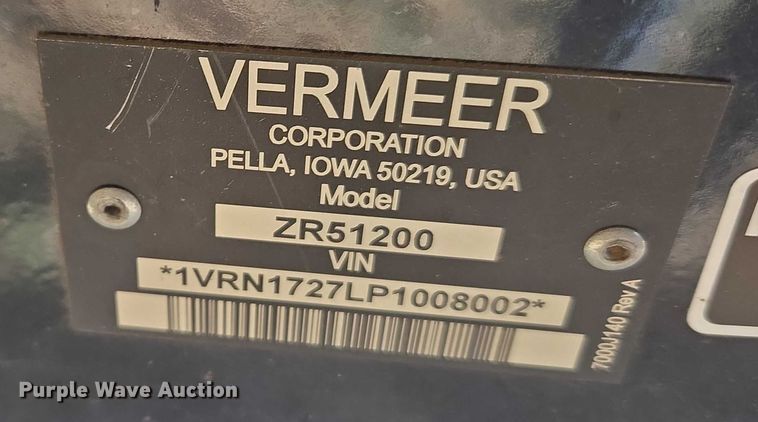 VERMEER
CORPORATION
PELLA, IOWA 50219, USA
Model
ZR51200
VIN
*1VRN1727LP1008002*
7000J140 Rev A
Purple Wave Auction